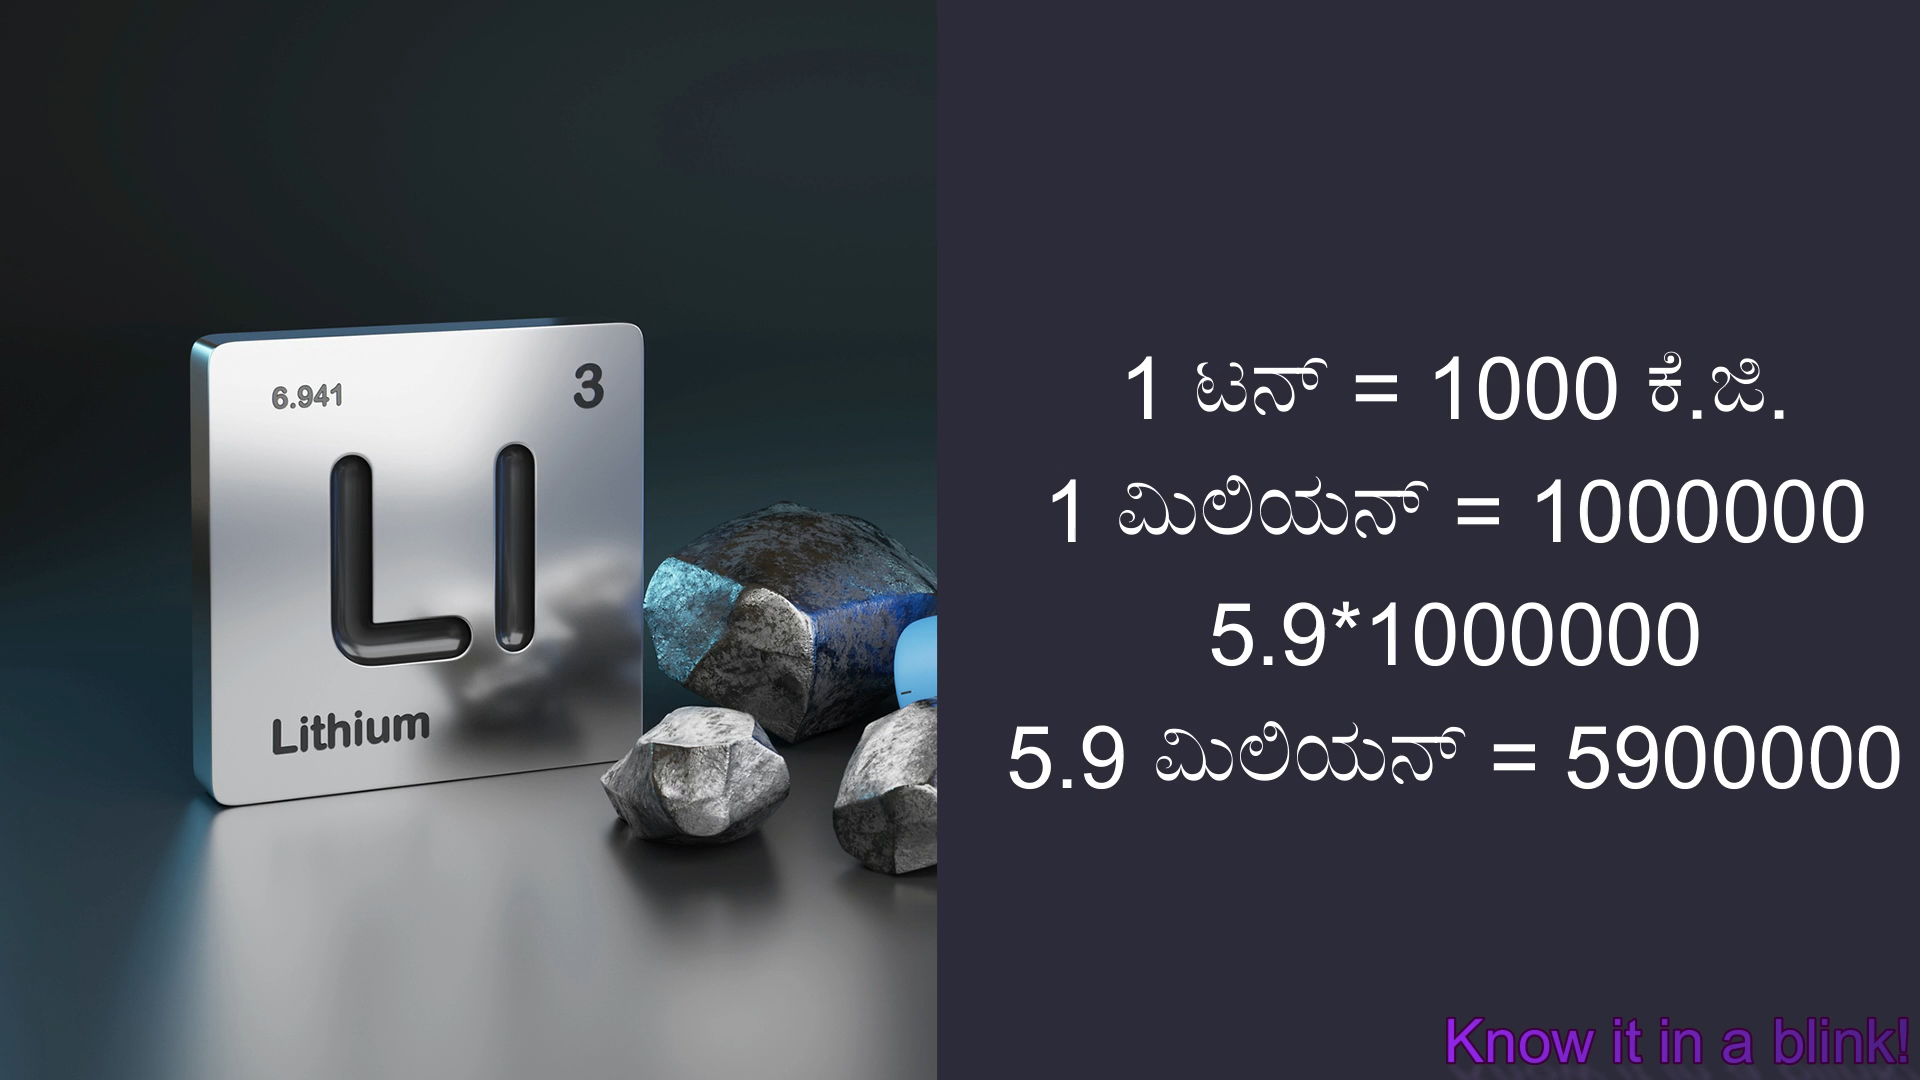 6.941
3
LI
Lithium
1 ಟನ್ = 1000 ಕೆ.ಜಿ.
1 ಮಿಲಿಯನ್ = 1000000
5.9*1000000
5.9 ಮಿಲಿಯನ್ = 5900000
Know it in a blink!